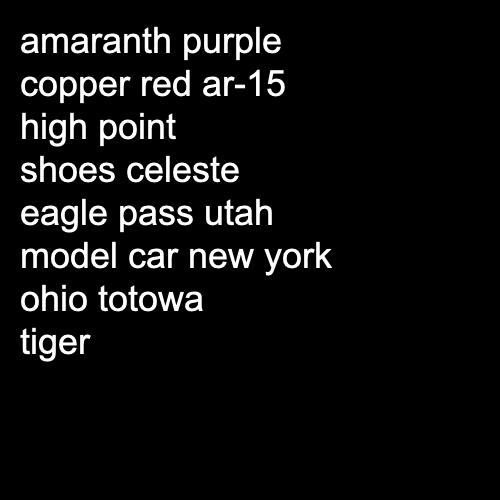 amaranth purple
copper red ar-15
high point
shoes celeste
eagle pass utah
model car new york
ohio totowa
tiger